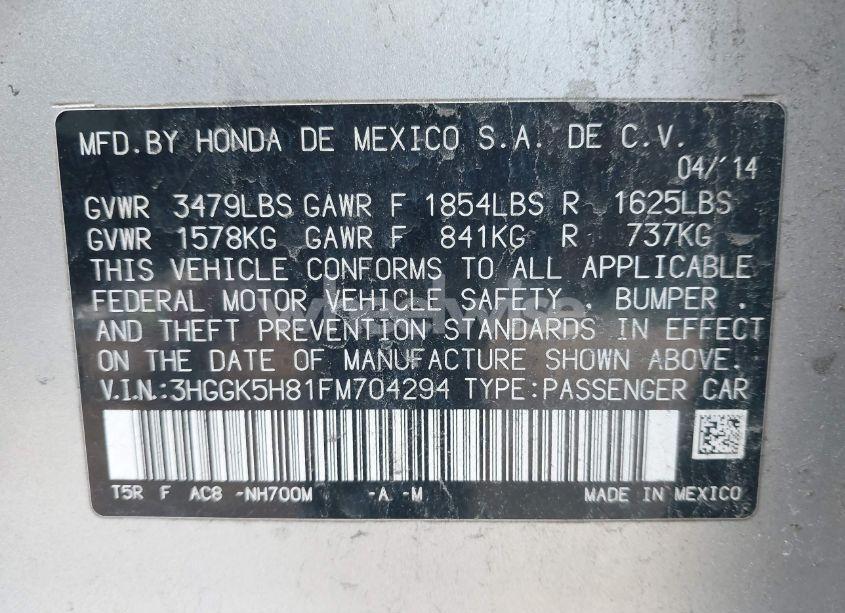 MFD.BY HONDA DE MEXICO S.A. DE C.V.
04/'14
GVWR 3479LBS GAWR F 1854LBS R 1625LBS
GVWR 1578KG GAWR F 841KG R 737KG
THIS VEHICLE CONFORMS TO ALL APPLICABLE
FEDERAL MOTOR VEHICLE SAFETY , BUMPER ,
AND THEFT PREVENTION STANDARDS IN EFFECT
ON THE DATE OF MANUFACTURE SHOWN ABOVE.
V.I.N.:3HGGK5H81FM704294 TYPE:PASSENGER CAR
T5R F AC8 -NH700M -A -M MADE IN MEXICO